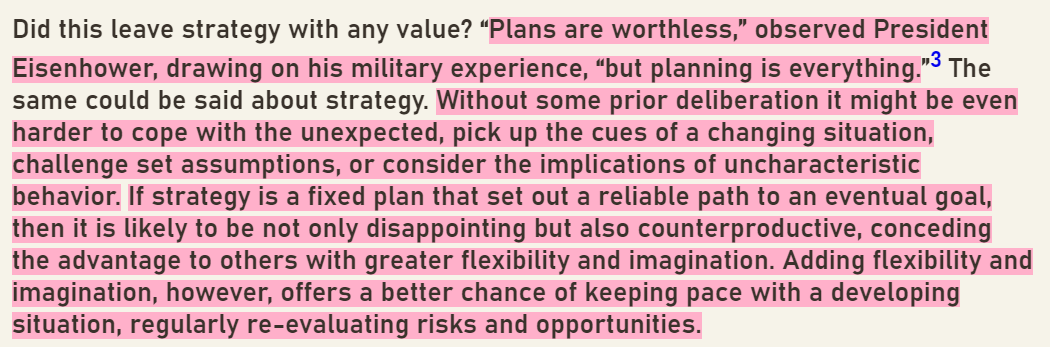 Did this leave strategy with any value? “Plans are worthless,” observed President
Eisenhower, drawing on his military experience, “but planning is everything.”3 The
same could be said about strategy. Without some prior deliberation it might be even
harder to cope with the unexpected, pick up the cues of a changing situation,
challenge set assumptions, or consider the implications of uncharacteristic
behavior. If strategy is a fixed plan that set out a reliable path to an eventual goal,
then it is likely to be not only disappointing but also counterproductive, conceding
the advantage to others with greater flexibility and imagination. Adding flexibility and
imagination, however, offers a better chance of keeping pace with a developing
situation, regularly re-evaluating risks and opportunities.